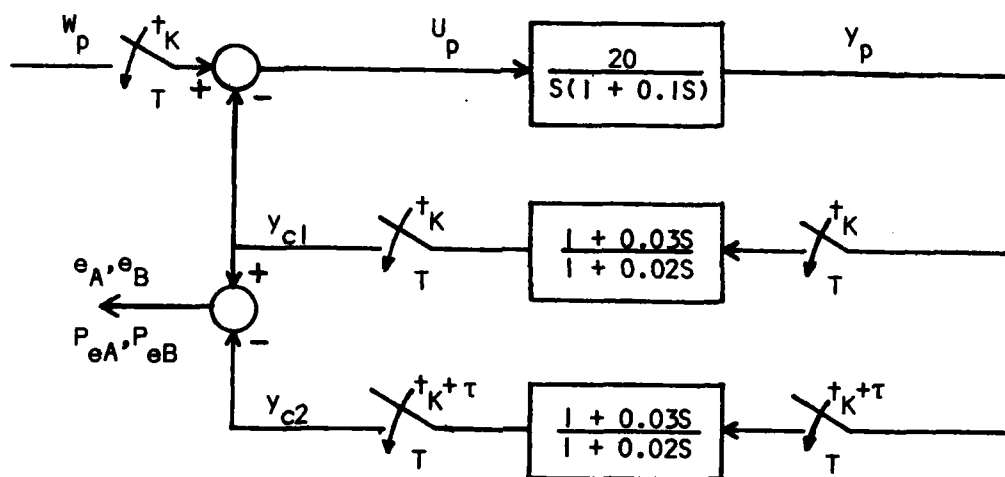 W_p
t_K
T
+
-
U_p
20
S(1 + 0.1S)
y_p
y_c1
t_K
T
1 + 0.03S
1 + 0.02S
t_K
T
e_A, e_B
P_eA, P_eB
+
-
y_c2
t_K+τ
T
1 + 0.03S
1 + 0.02S
t_K+τ
T